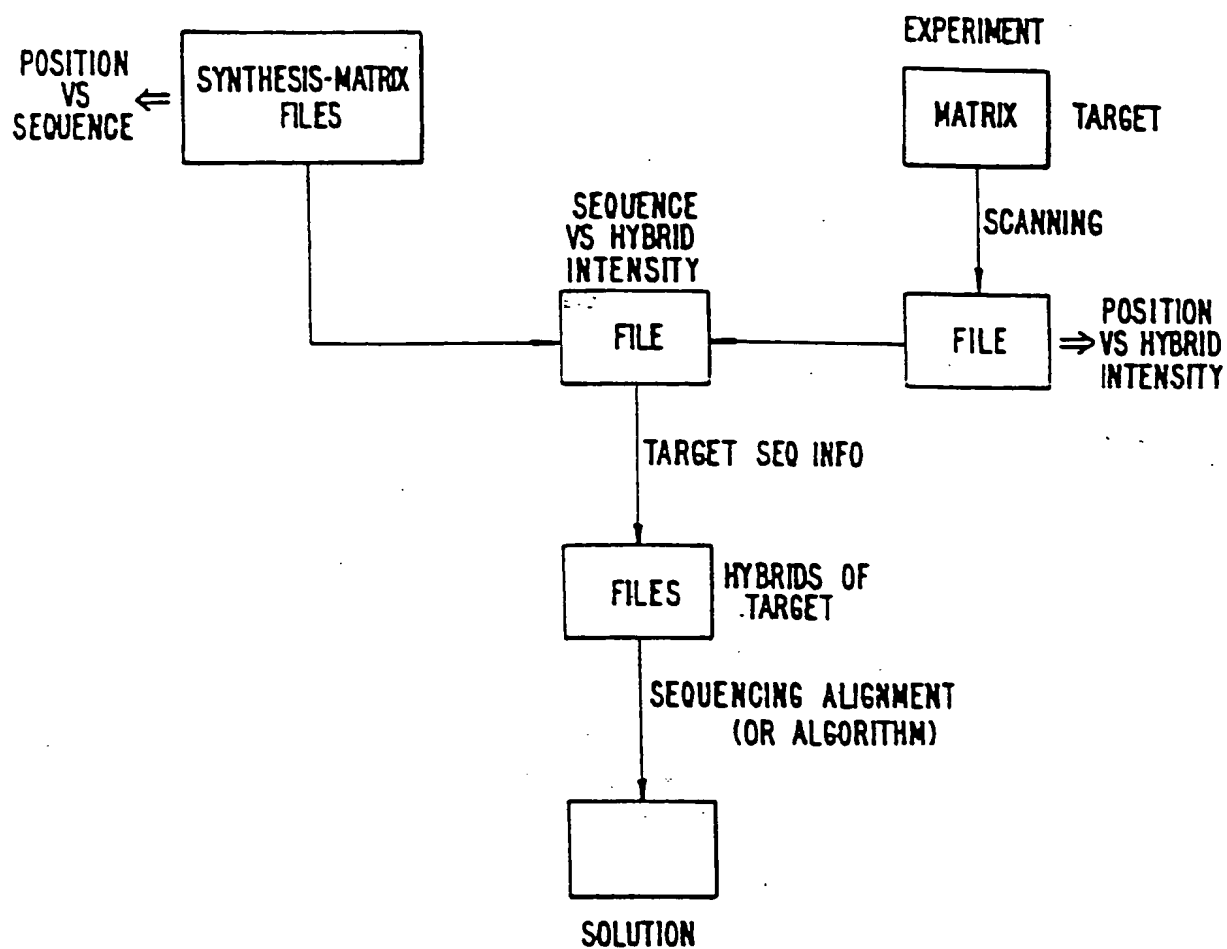 EXPERIMENT
POSITION
VS
SEQUENCE
⇐
SYNTHESIS-MATRIX
FILES
MATRIX
TARGET
SCANNING
SEQUENCE
VS HYBRID
INTENSITY
FILE
FILE
⇒
POSITION
VS HYBRID
INTENSITY
TARGET SEQ INFO
FILES
HYBRIDS OF
TARGET
SEQUENCING ALIGNMENT
(OR ALGORITHM)
SOLUTION